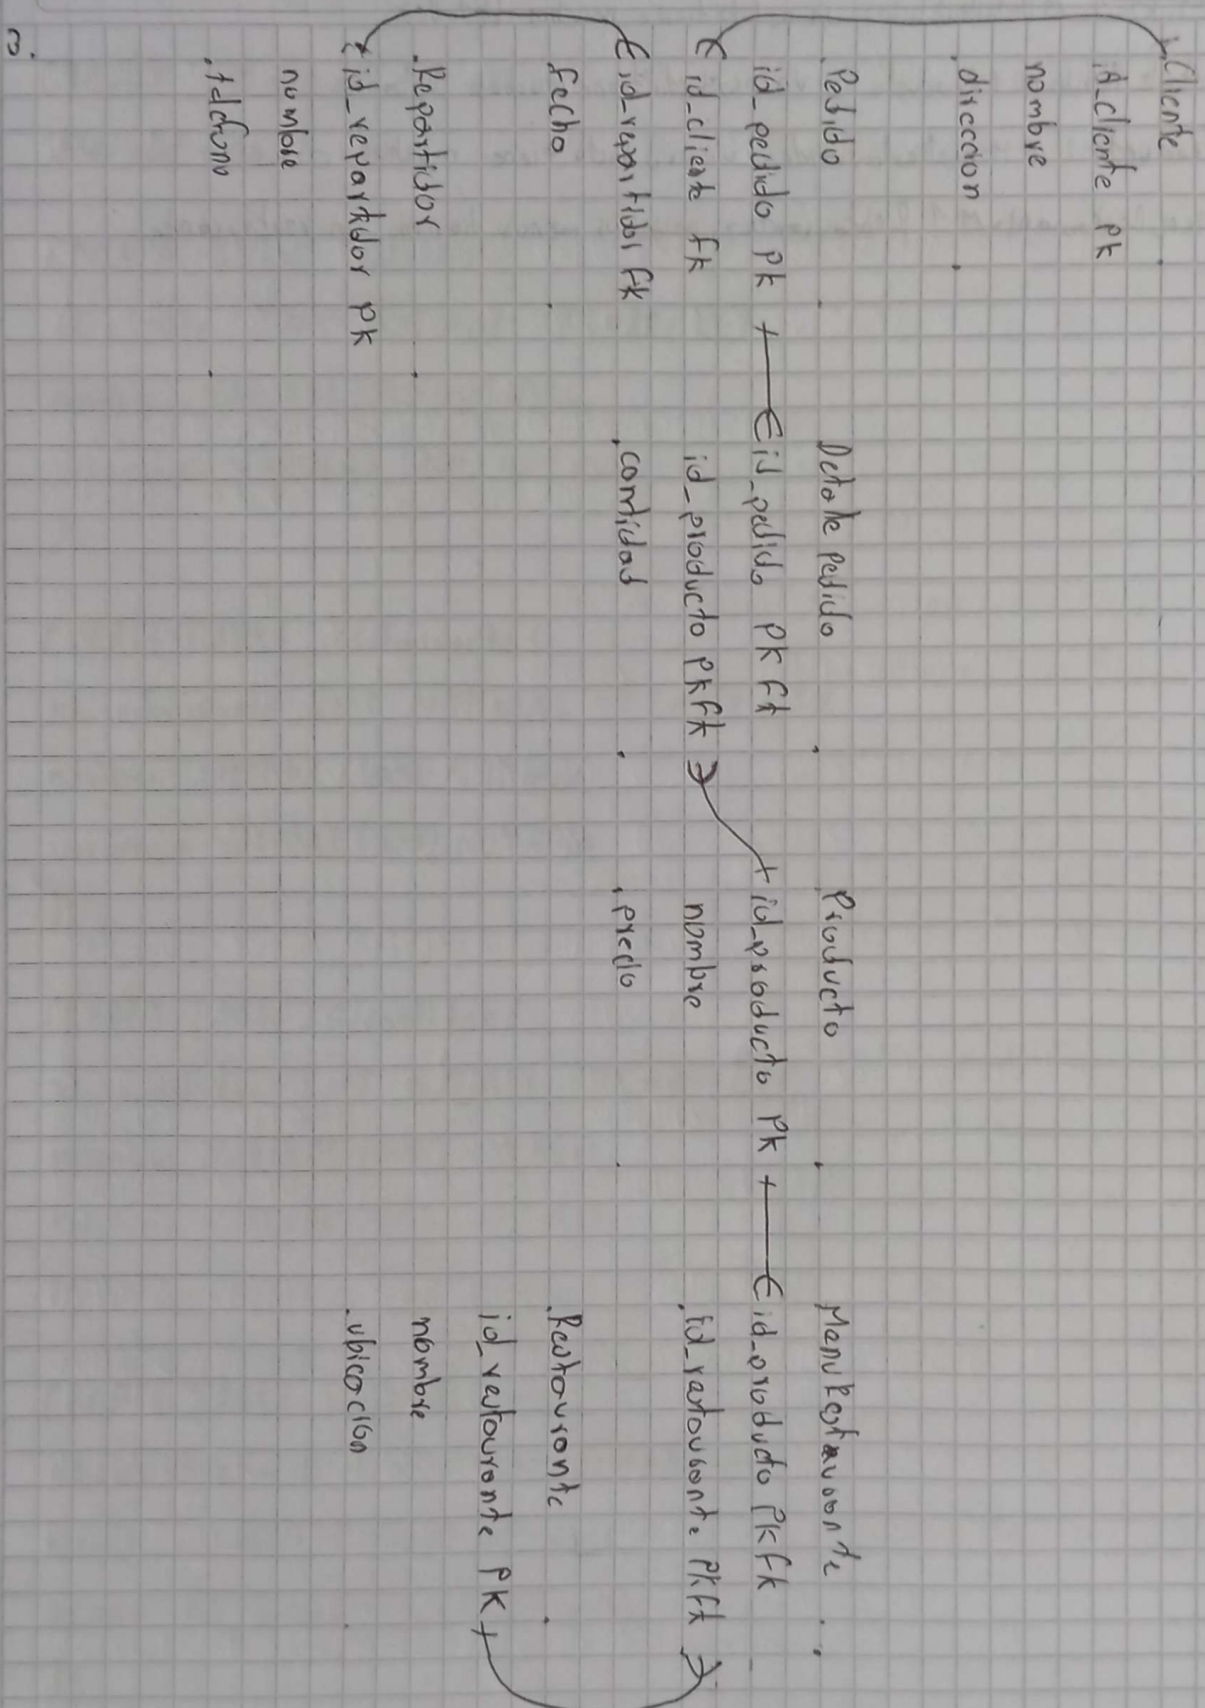 Cliente
id_cliente pk
nombre
direccion
Pedido
id_pedido pk
id_cliente fk
id_repartidor fk
fecha
Repartidor
id_repartidor pk
nombre
telefono
Detalle pedido
id_pedido pk fk
id_producto pk fk
cantidad
Producto
id_producto pk
nombre
precio
Menu Restaurante
id_producto pk fk
id_restaurante pk fk
Restaurante
id_restaurante pk
nombre
ubicacion